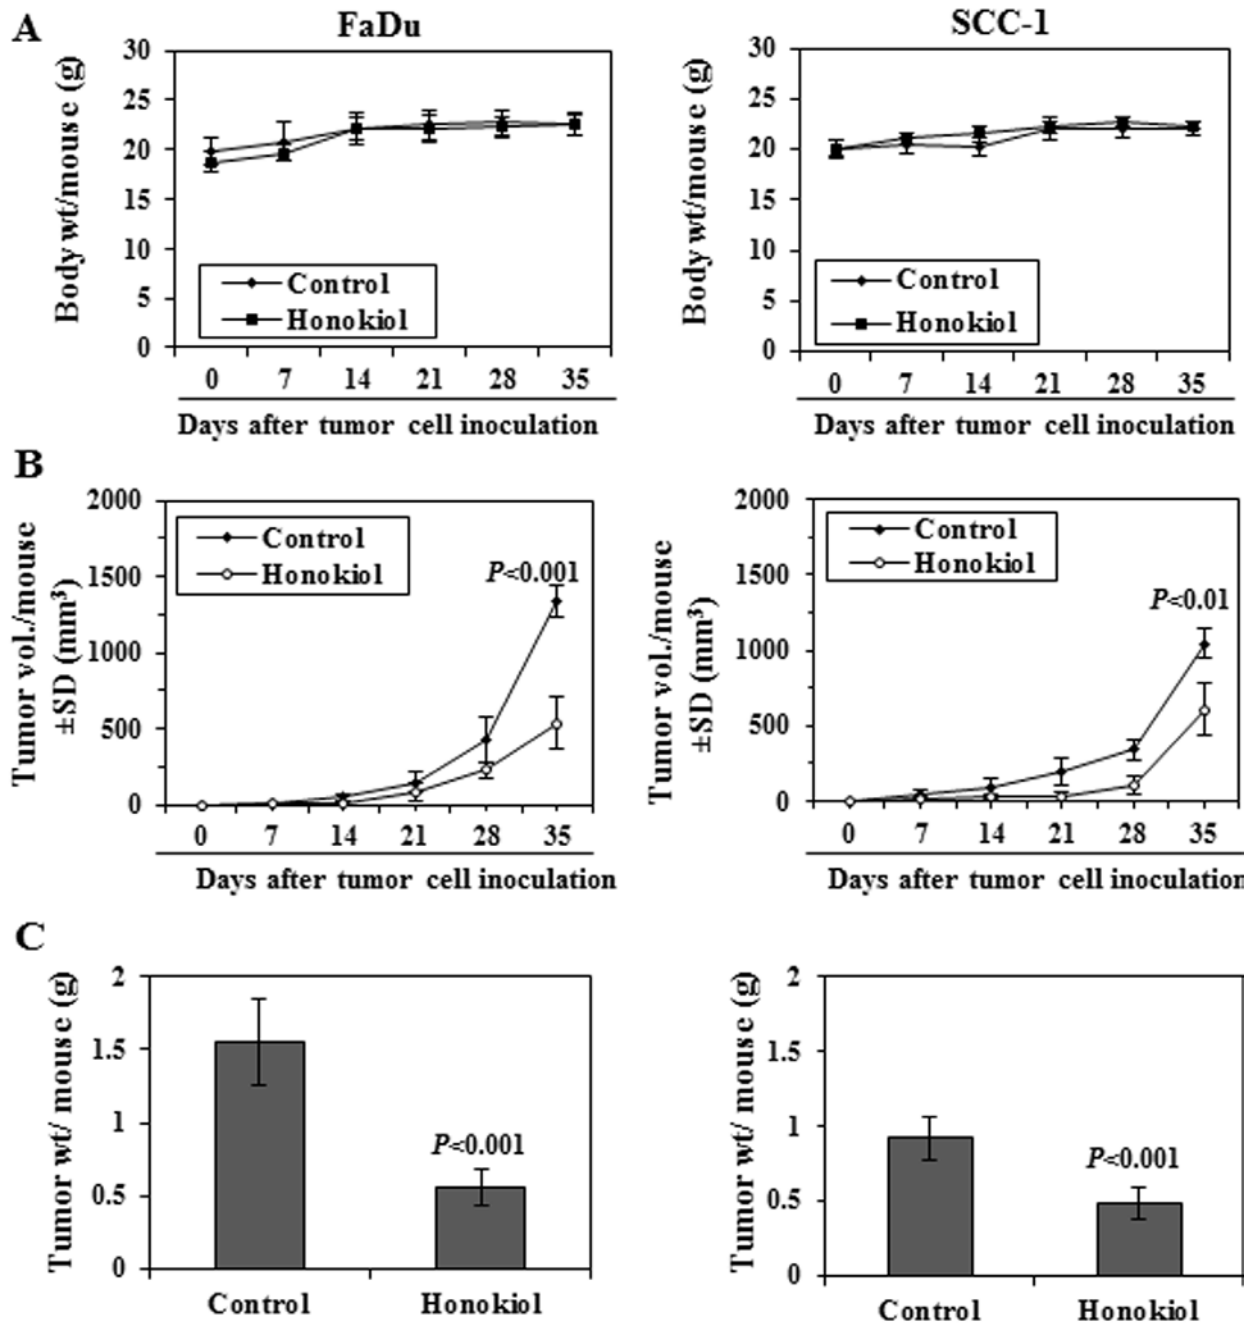 A
FaDu
SCC-1
Body wt/mouse (g)
30
25
20
15
10
5
0
Control
Honokiol
0 7 14 21 28 35
Days after tumor cell inoculation
Body wt/mouse (g)
30
25
20
15
10
5
0
Control
Honokiol
0 7 14 21 28 35
Days after tumor cell inoculation
B
Tumor vol./mouse
±SD (mm³)
2000
1500
1000
500
0
Control
Honokiol
P<0.001
0 7 14 21 28 35
Days after tumor cell inoculation
Tumor vol./mouse
±SD (mm³)
2000
1500
1000
500
0
Control
Honokiol
P<0.01
0 7 14 21 28 35
Days after tumor cell inoculation
C
Tumor wt/ mouse (g)
2
1.5
1
0.5
0
P<0.001
Control Honokiol
Tumor wt/ mouse (g)
2
1.5
1
0.5
0
P<0.001
Control Honokiol